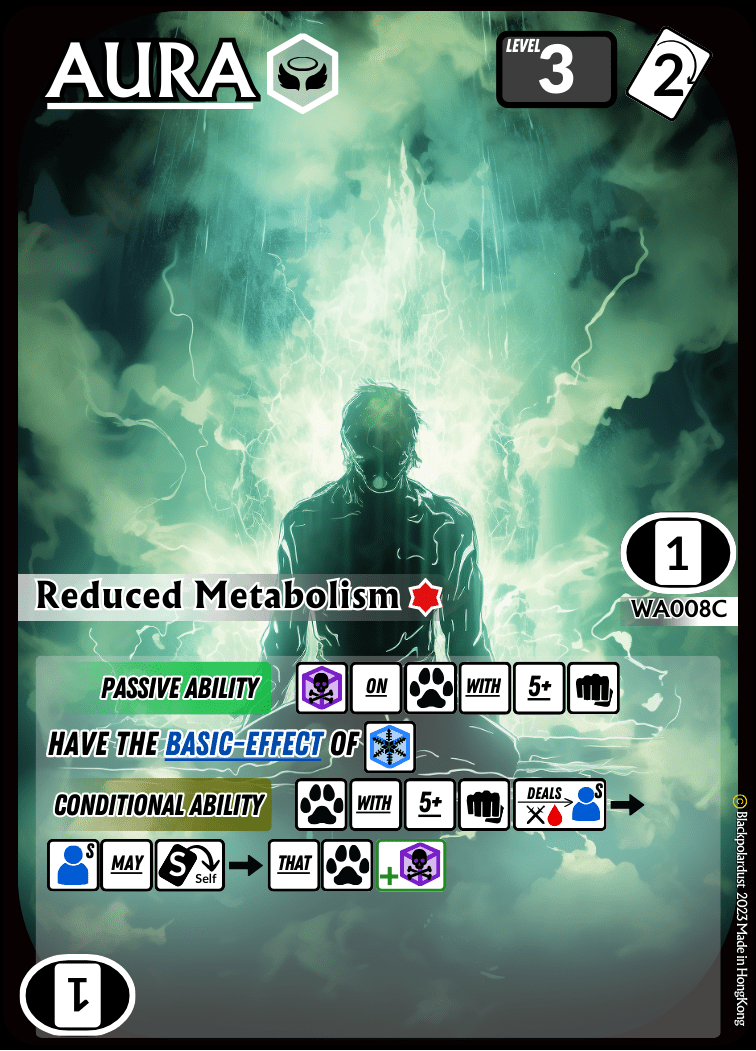 AURA
LEVEL 3
2
1
Reduced Metabolism
WA008C
PASSIVE ABILITY ON WITH 5+
HAVE THE BASIC-EFFECT OF
CONDITIONAL ABILITY WITH 5+ DEALS S
S MAY S Self THAT +
1
© Blackpolardust 2023 Made in HongKong